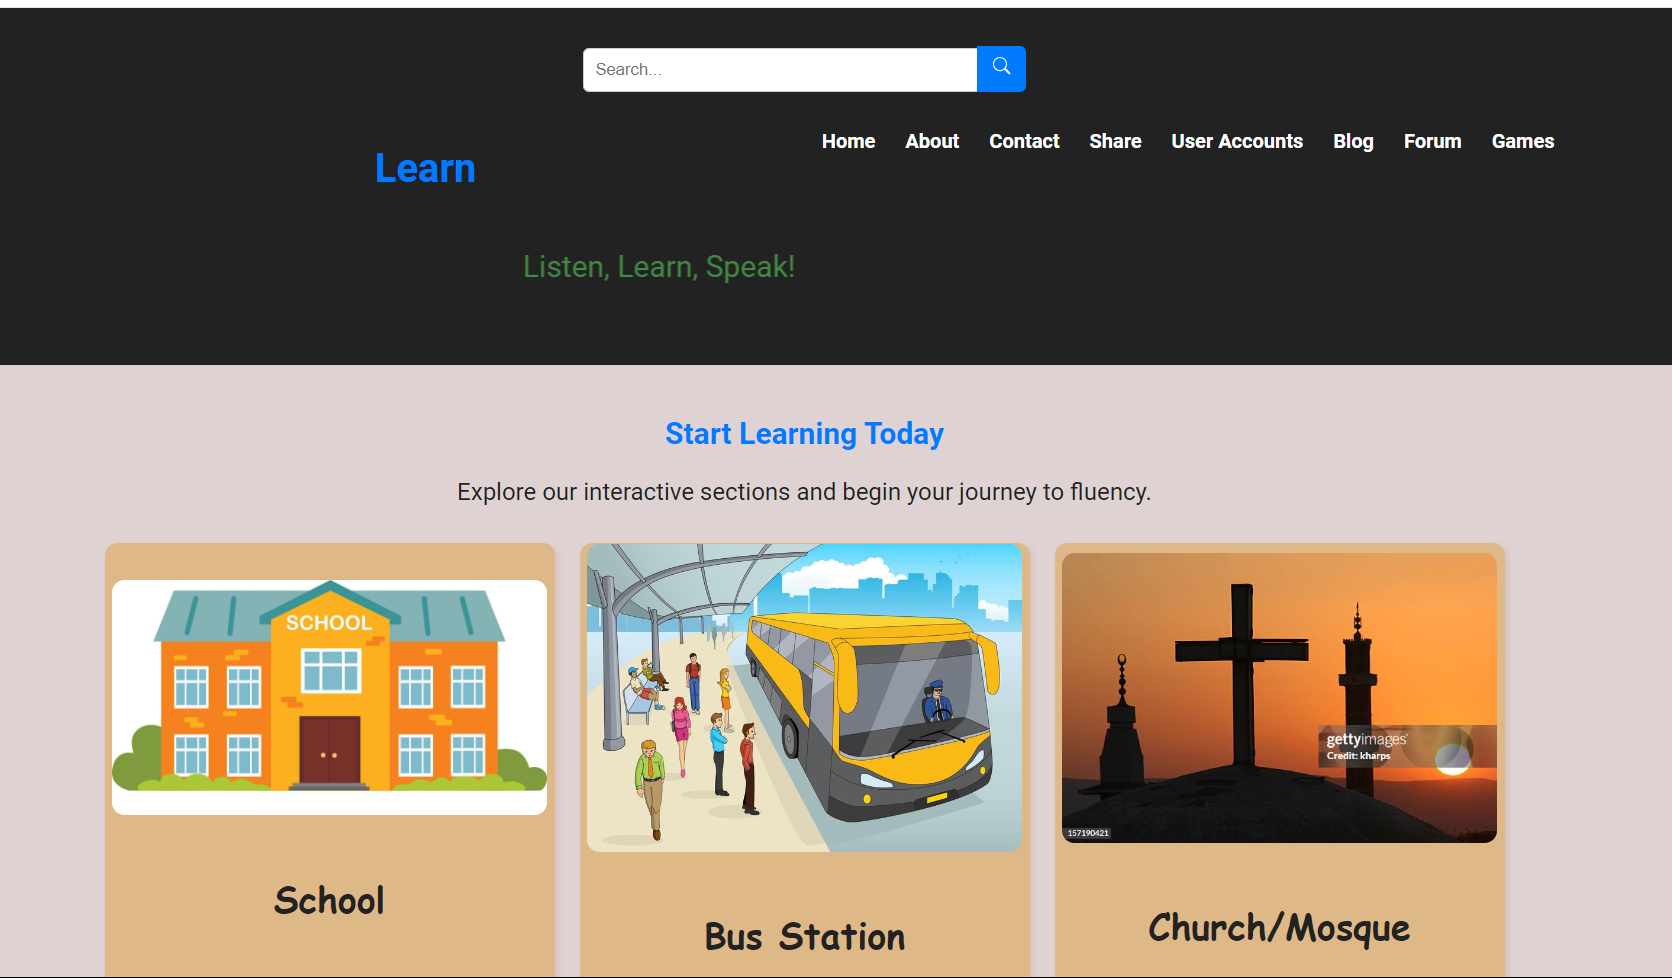 Search...
Home About Contact Share User Accounts Blog Forum Games
Learn
Listen, Learn, Speak!
Start Learning Today
Explore our interactive sections and begin your journey to fluency.
SCHOOL
gettyimages®
Credit: kharps
157190421
School
Bus Station
Church/Mosque